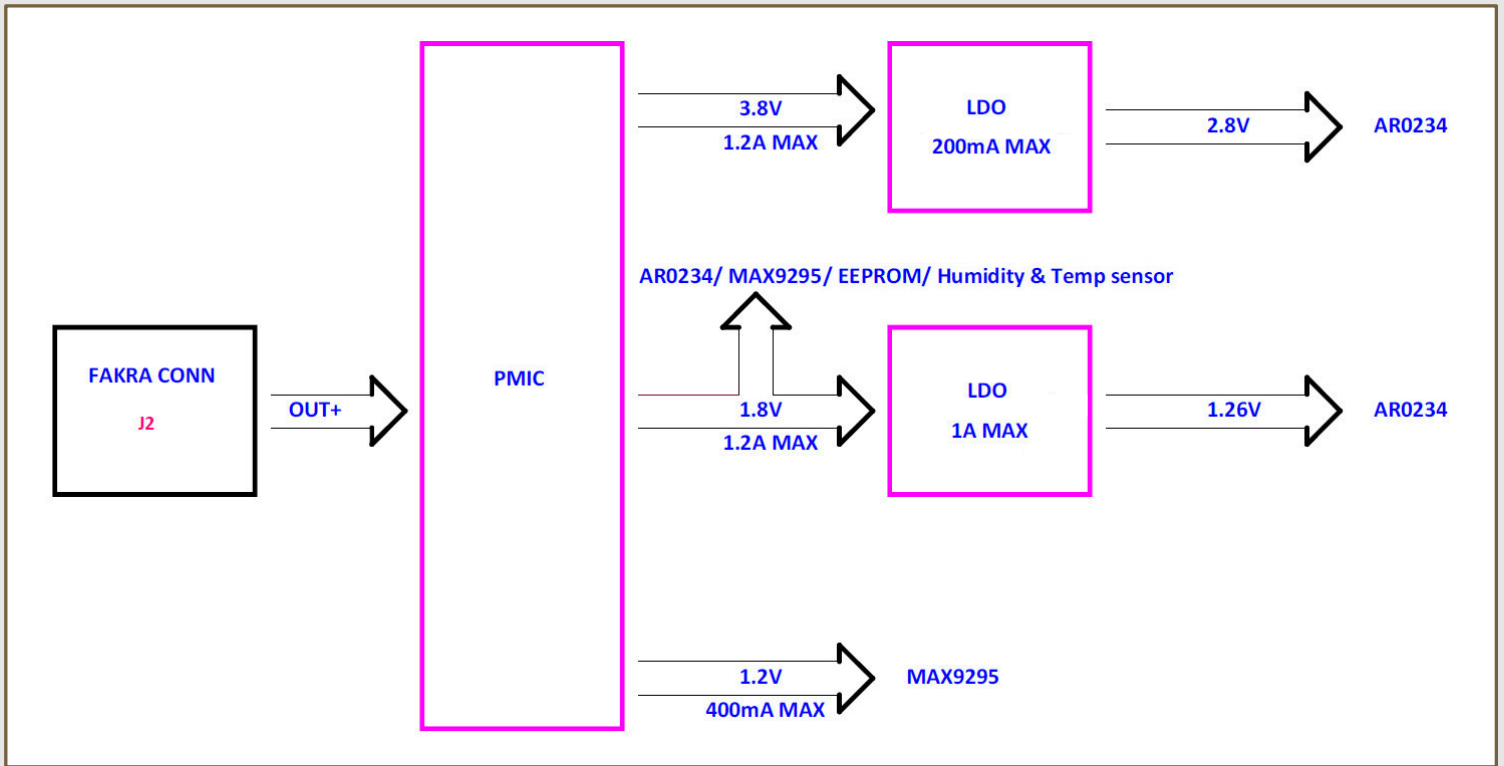 3.8V
1.2A MAX
LDO
200mA MAX
2.8V
AR0234
AR0234/ MAX9295/ EEPROM/ Humidity & Temp sensor
FAKRA CONN
J2
OUT+
PMIC
1.8V
1.2A MAX
LDO
1A MAX
1.26V
AR0234
1.2V
400mA MAX
MAX9295